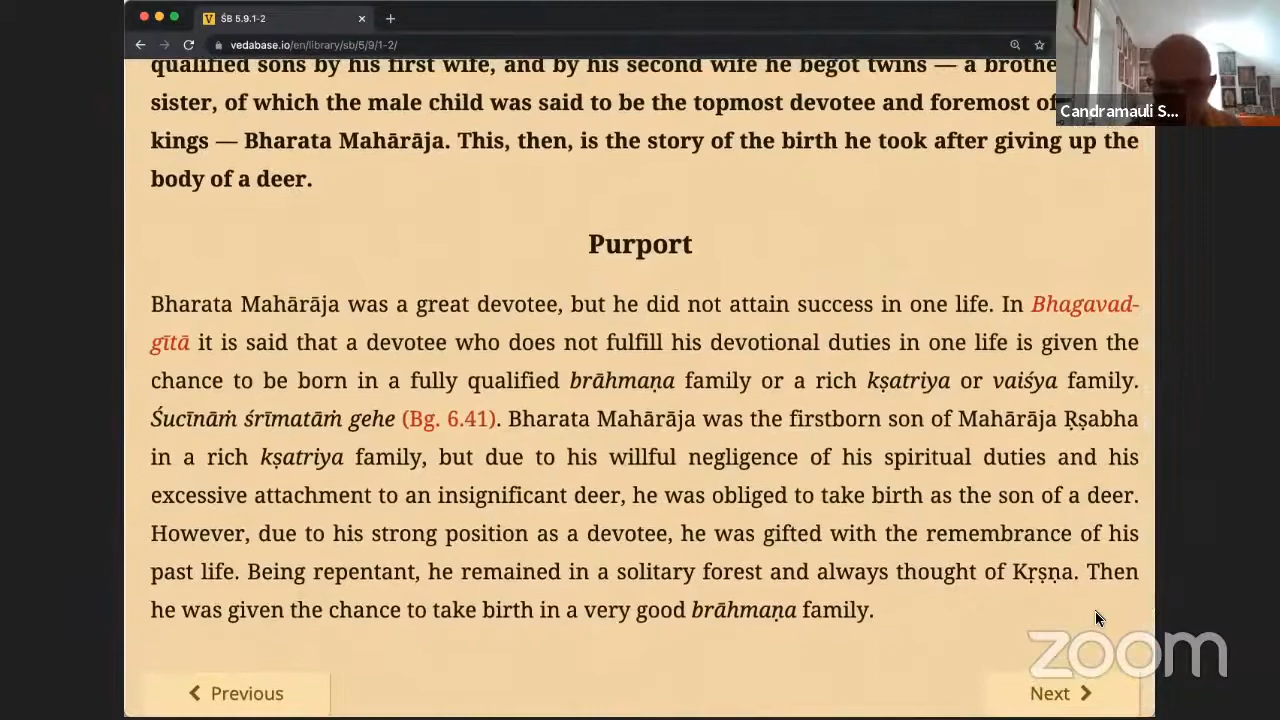 ŚB 5.9.1-2
vedabase.io/en/library/sb/5/9/1-2/
Candramauli S...
qualified sons by his first wife, and by his second wife he begot twins — a brothe
sister, of which the male child was said to be the topmost devotee and foremost of
kings — Bharata Mahārāja. This, then, is the story of the birth he took after giving up the
body of a deer.
Purport
Bharata Mahārāja was a great devotee, but he did not attain success in one life. In Bhagavad-
gītā it is said that a devotee who does not fulfill his devotional duties in one life is given the
chance to be born in a fully qualified brāhmaṇa family or a rich kṣatriya or vaiśya family.
Śucīnāṁ śrīmatāṁ gehe (Bg. 6.41). Bharata Mahārāja was the firstborn son of Mahārāja Ṛṣabha
in a rich kṣatriya family, but due to his willful negligence of his spiritual duties and his
excessive attachment to an insignificant deer, he was obliged to take birth as the son of a deer.
However, due to his strong position as a devotee, he was gifted with the remembrance of his
past life. Being repentant, he remained in a solitary forest and always thought of Kṛṣṇa. Then
he was given the chance to take birth in a very good brāhmaṇa family.
zoom
Previous
Next